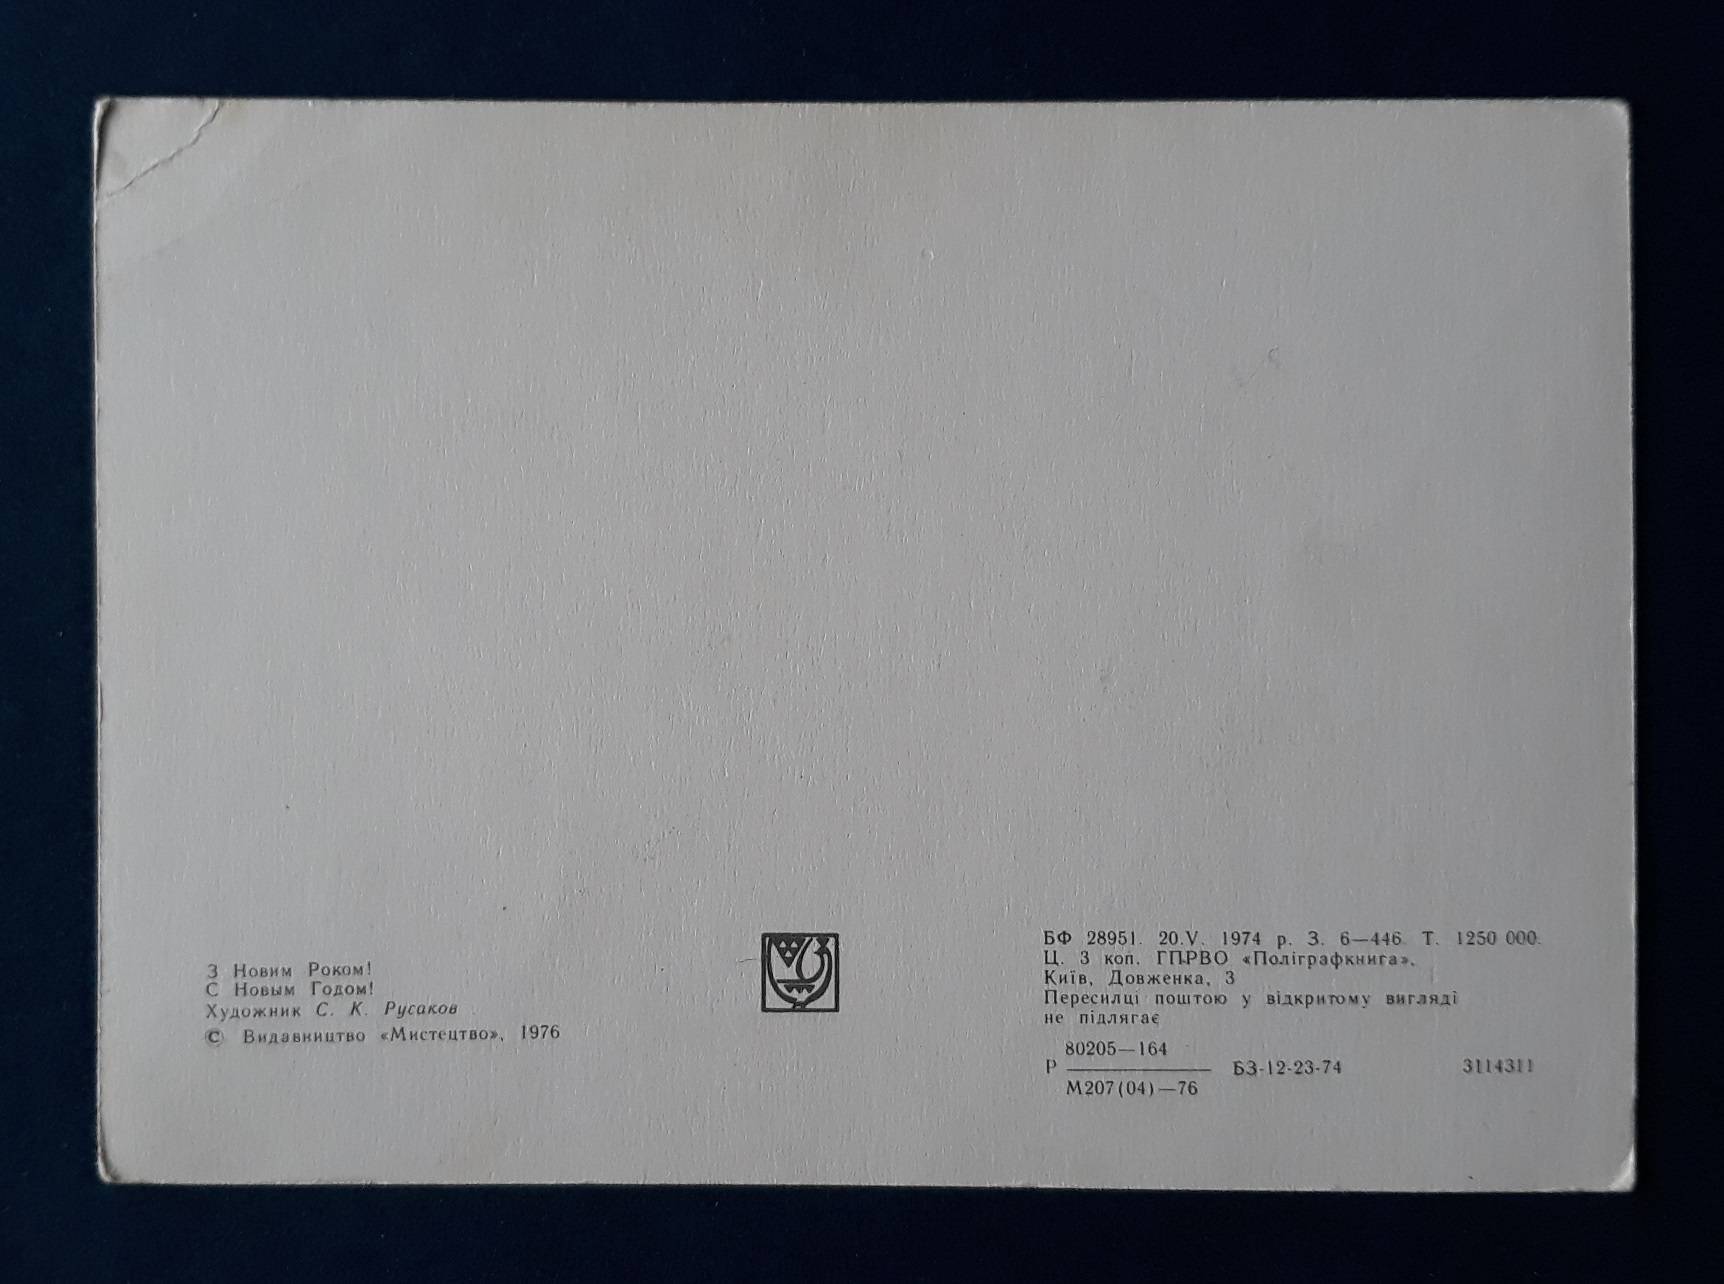 З Новим Роком!
С Новым Годом!
Художник С. К. Русаков
© Видавництво «Мистецтво», 1976
БФ 28951. 20.V. 1974 р. З. 6—446. Т. 1250 000.
Ц. 3 коп. ГПРВО «Поліграфкнига».
Київ, Довженка, 3
Пересилці поштою у відкритому вигляді
не підлягає
80205—164
Р БЗ-12-23-74 3114311
М207(04)—76